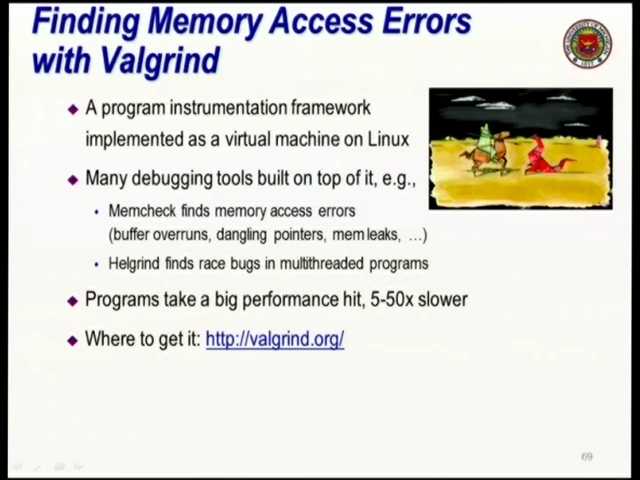 Finding Memory Access Errors
with Valgrind
◆ A program instrumentation framework
implemented as a virtual machine on Linux
◆ Many debugging tools built on top of it, e.g.,
• Memcheck finds memory access errors
(buffer overruns, dangling pointers, mem leaks, …)
• Helgrind finds race bugs in multithreaded programs
◆ Programs take a big performance hit, 5-50x slower
◆ Where to get it: http://valgrind.org/
69